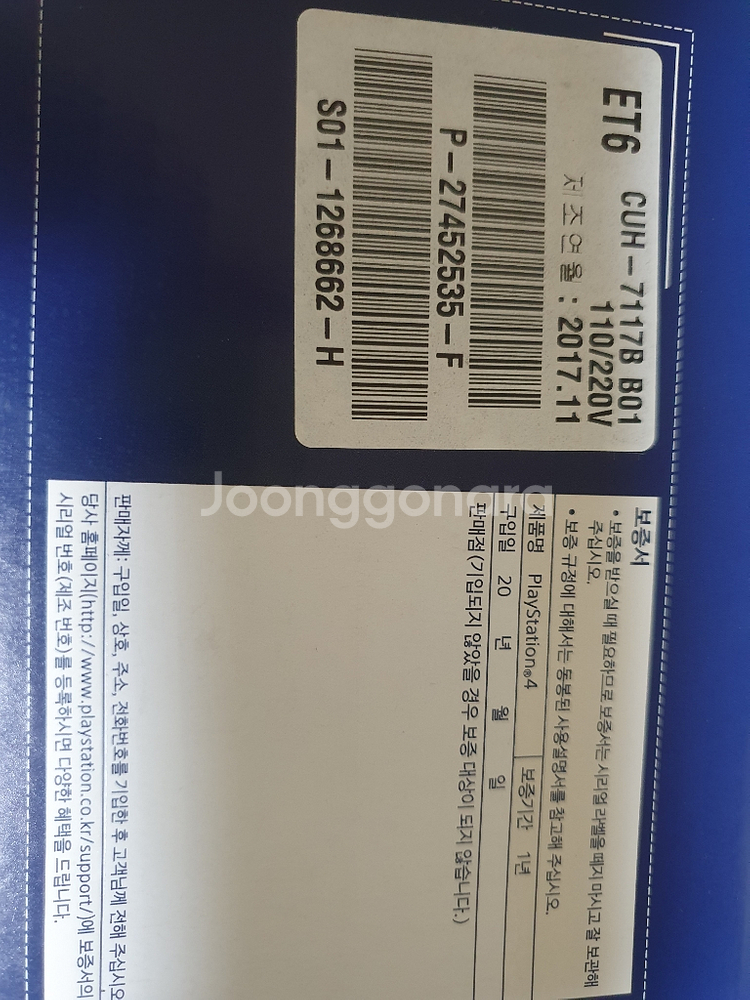 ET6 CUH-7117B B01
110/220V
제조연월 : 2017.11
P-27452535-F
S01-1268662-H
보증서
• 보증을 받으실 때 필요하므로 보증서는 시리얼 라벨을 떼지 마시고 잘 보관해
주십시오.
• 보증 규정에 대해서는 동봉된 사용설명서를 참고해 주십시오.
제품명 PlayStation®4 보증기간 1년
구입일 20 년 월 일
판매점(기입되지 않았을 경우 보증 대상이 되지 않습니다.)
판매자께: 구입일, 상호, 주소, 전화번호를 기입한 후 고객님께 전해 주십시오
당사 홈페이지(http://www.playstation.co.kr/support/)에 보증서의
시리얼 번호(제조 번호)를 등록하시면 다양한 혜택을 드립니다.
Joonggonara